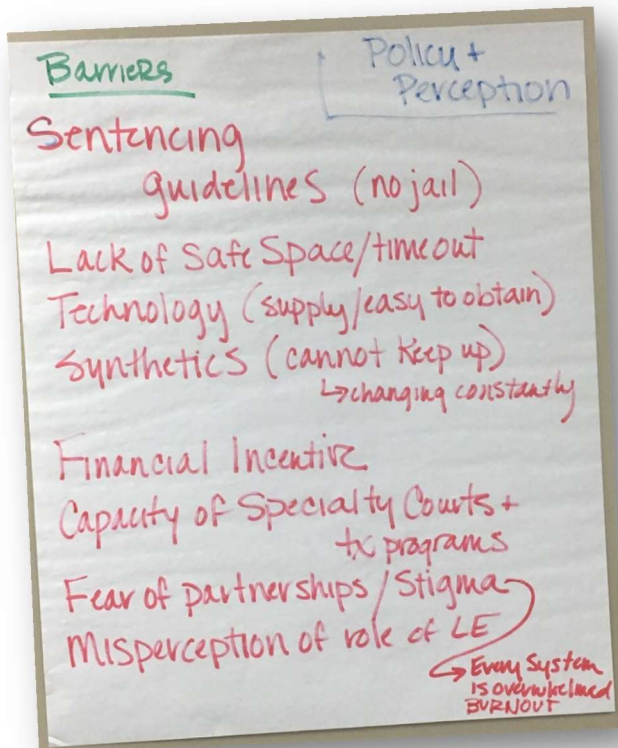 Barriers
Policy +
Perception
Sentencing
guidelines (no jail)
Lack of Safe Space/timeout
Technology (supply/easy to obtain)
Synthetics (cannot keep up)
↳changing constantly
Financial Incentive
Capacity of Specialty Courts +
tx programs
Fear of partnerships / Stigma
Misperception of role of LE
→ Every System
is overwhelmed
BURNOUT